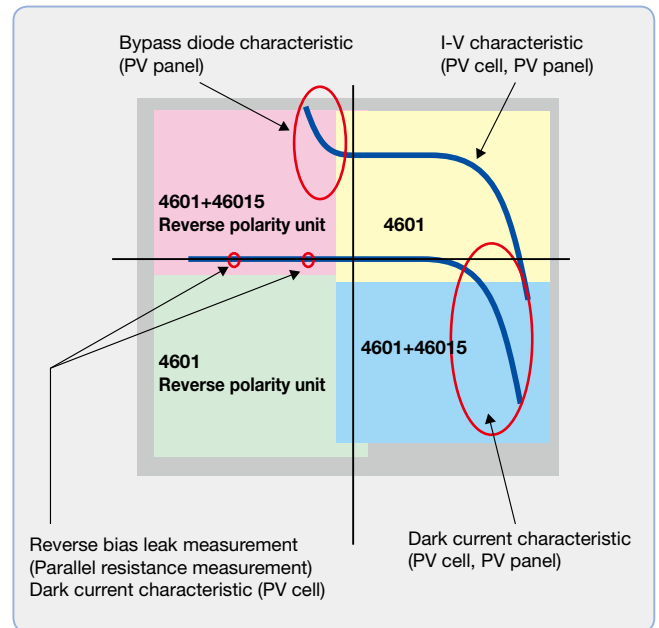 Bypass diode characteristic
(PV panel)
I-V characteristic
(PV cell, PV panel)
4601+46015
Reverse polarity unit
4601
4601+46015
4601
Reverse polarity unit
Reverse bias leak measurement
(Parallel resistance measurement)
Dark current characteristic (PV cell)
Dark current characteristic
(PV cell, PV panel)